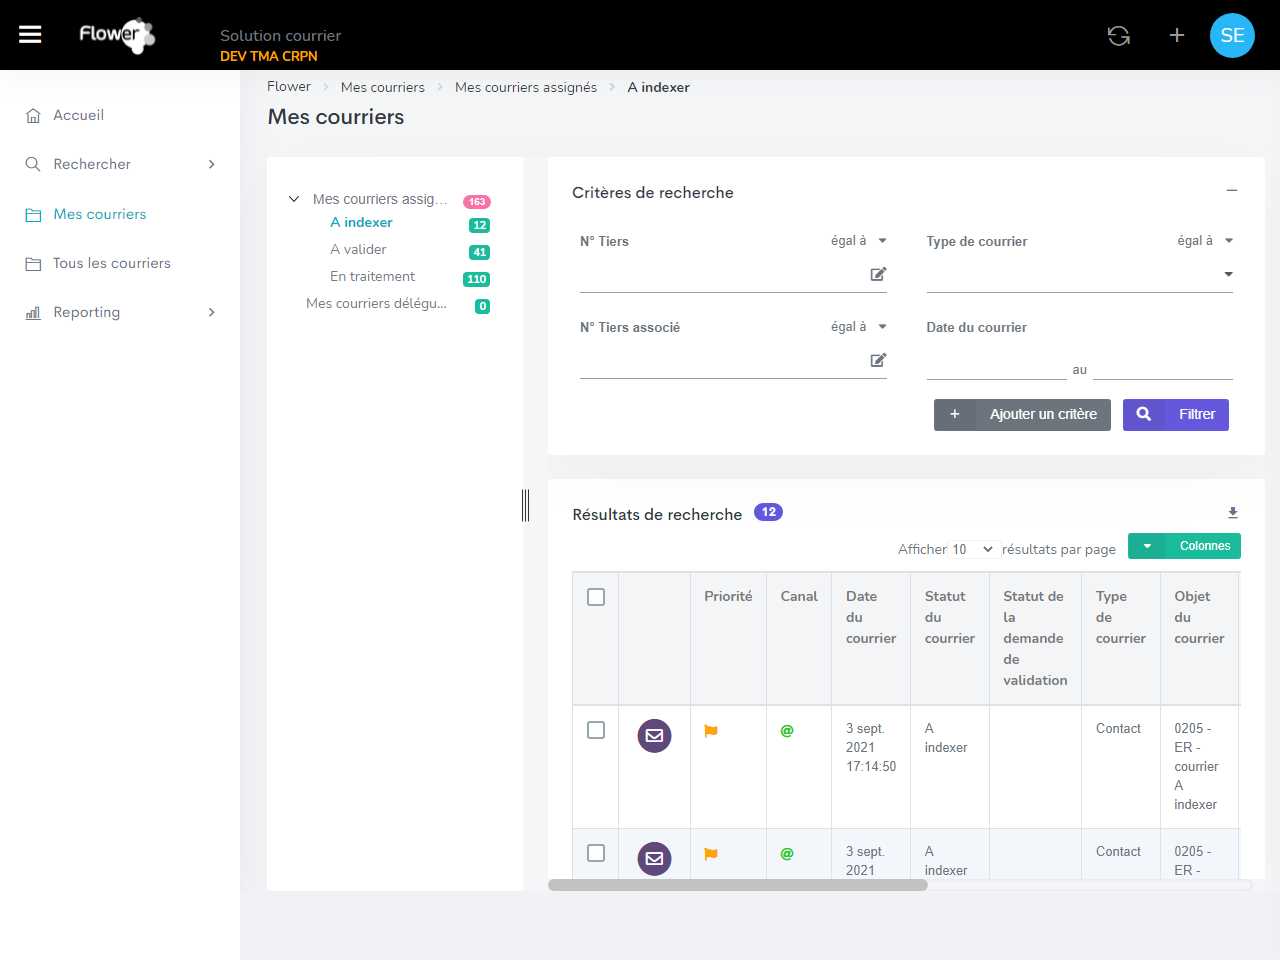 Flower
Solution courrier
DEV TMA CRPN
SE
Accueil
Rechercher
Mes courriers
Tous les courriers
Reporting
Flower > Mes courriers > Mes courriers assignés > A indexer
Mes courriers
Mes courriers assig... 163
A indexer 12
A valider 41
En traitement 110
Mes courriers délégu... 0
Critères de recherche
N° Tiers égal à
Type de courrier égal à
N° Tiers associé égal à
Date du courrier
au
+ Ajouter un critère
Filtrer
Résultats de recherche 12
Afficher 10 résultats par page
Colonnes
Priorité
Canal
Date du courrier
Statut du courrier
Statut de la demande de validation
Type de courrier
Objet du courrier
@
3 sept. 2021 17:14:50
A indexer
Contact
0205 - ER - courrier A indexer
@
3 sept. 2021
A indexer
Contact
0205 - ER -